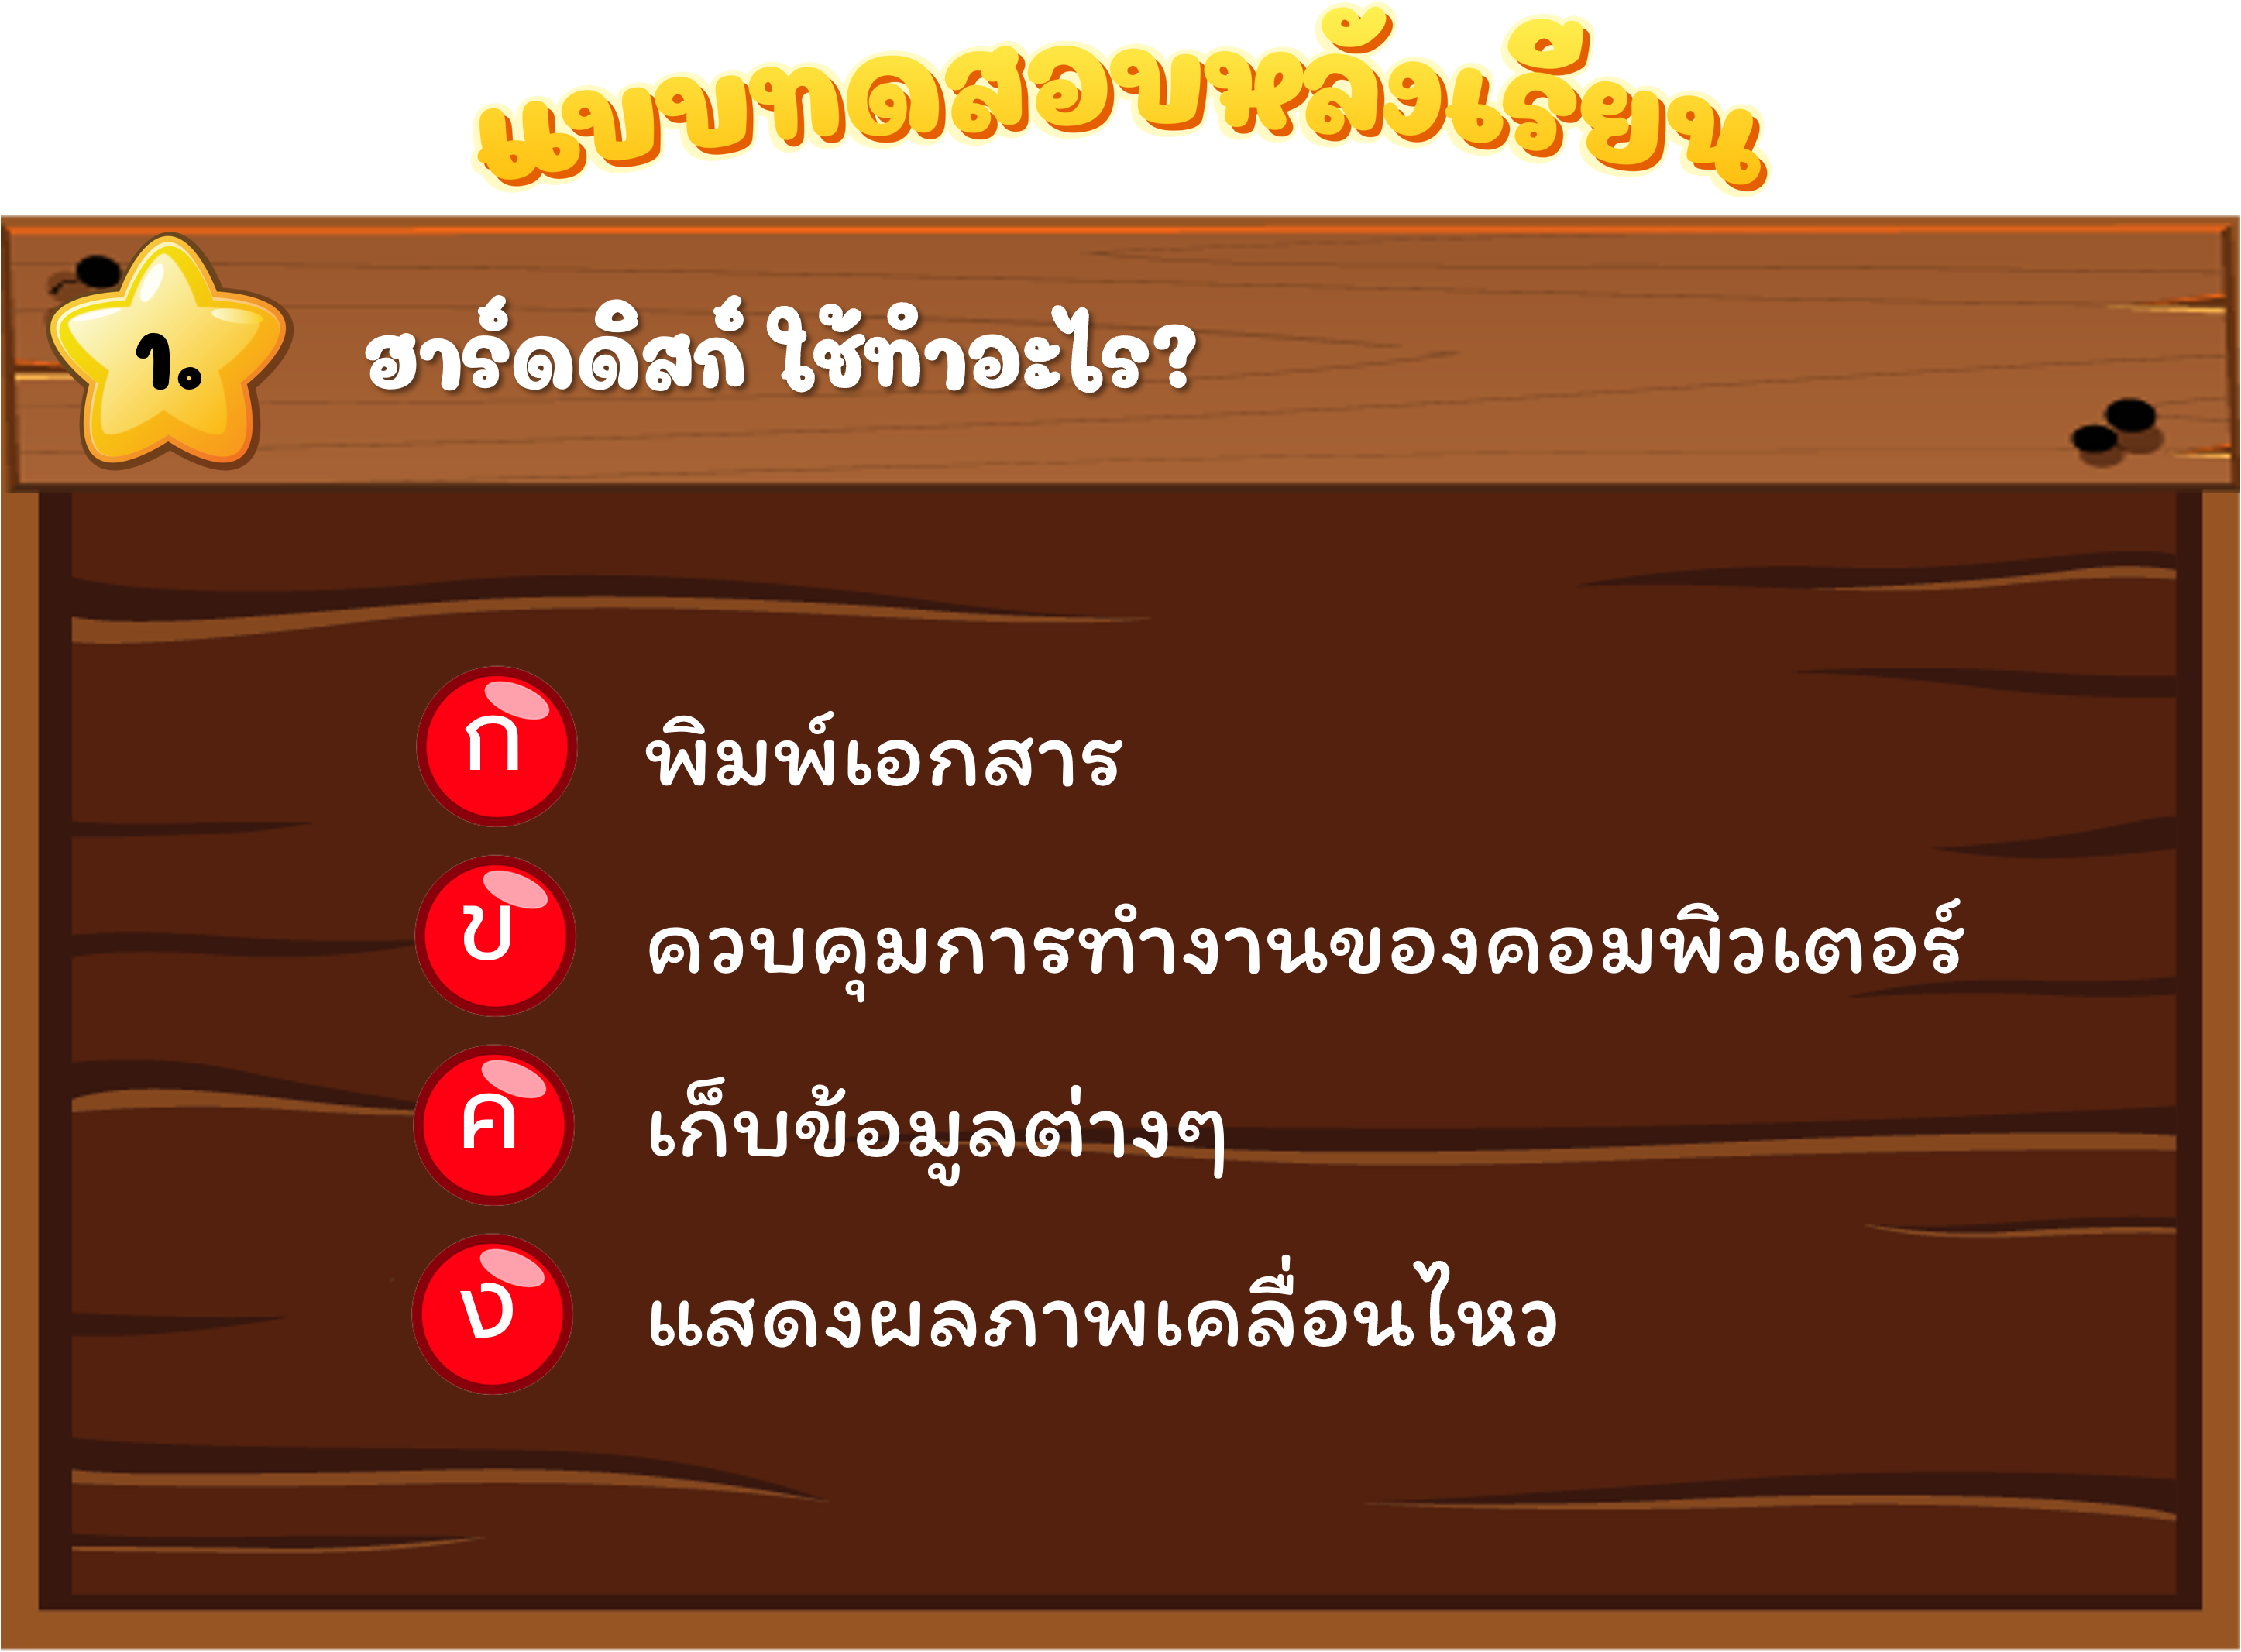 แบบทดสอบหลังเรียน
1. ฮาร์ดดิสก์ ใช้ทำอะไร?
ก พิมพ์เอกสาร
ข ควบคุมการทำงานของคอมพิวเตอร์
ค เก็บข้อมูลต่างๆ
ง แสดงผลภาพเคลื่อนไหว